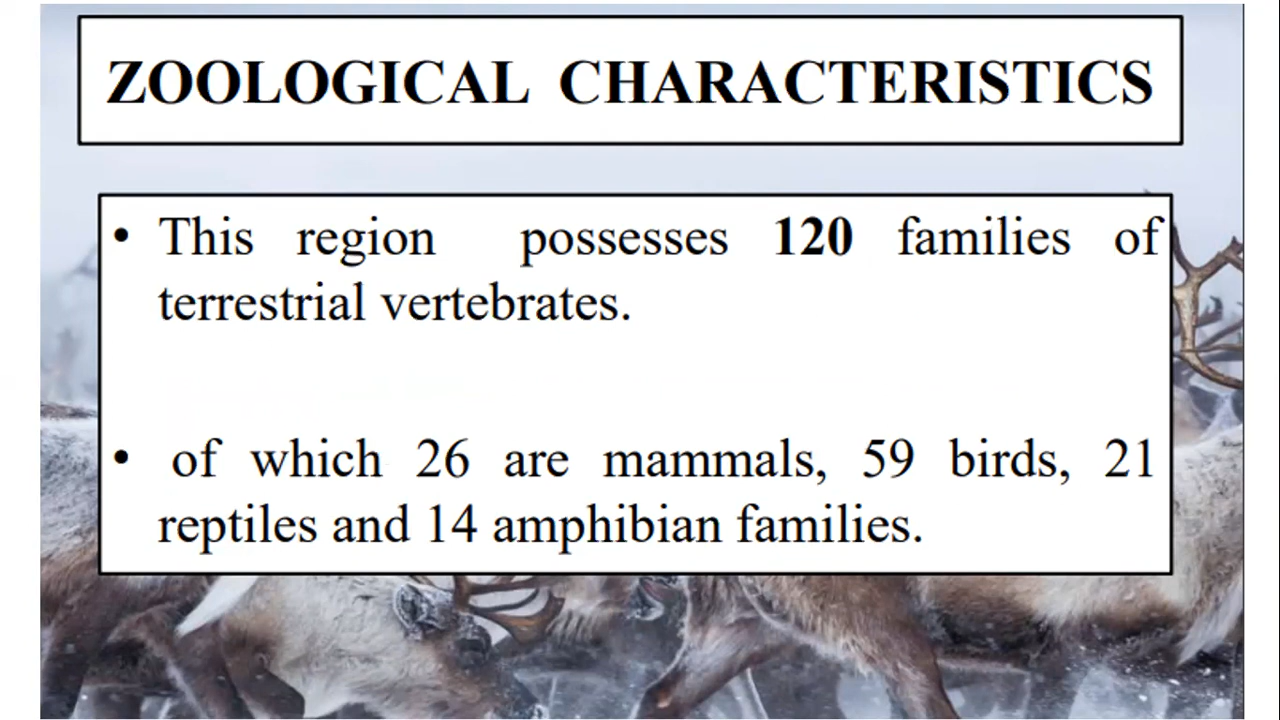 ZOOLOGICAL CHARACTERISTICS
• This region possesses 120 families of
terrestrial vertebrates.
• of which 26 are mammals, 59 birds, 21
reptiles and 14 amphibian families.